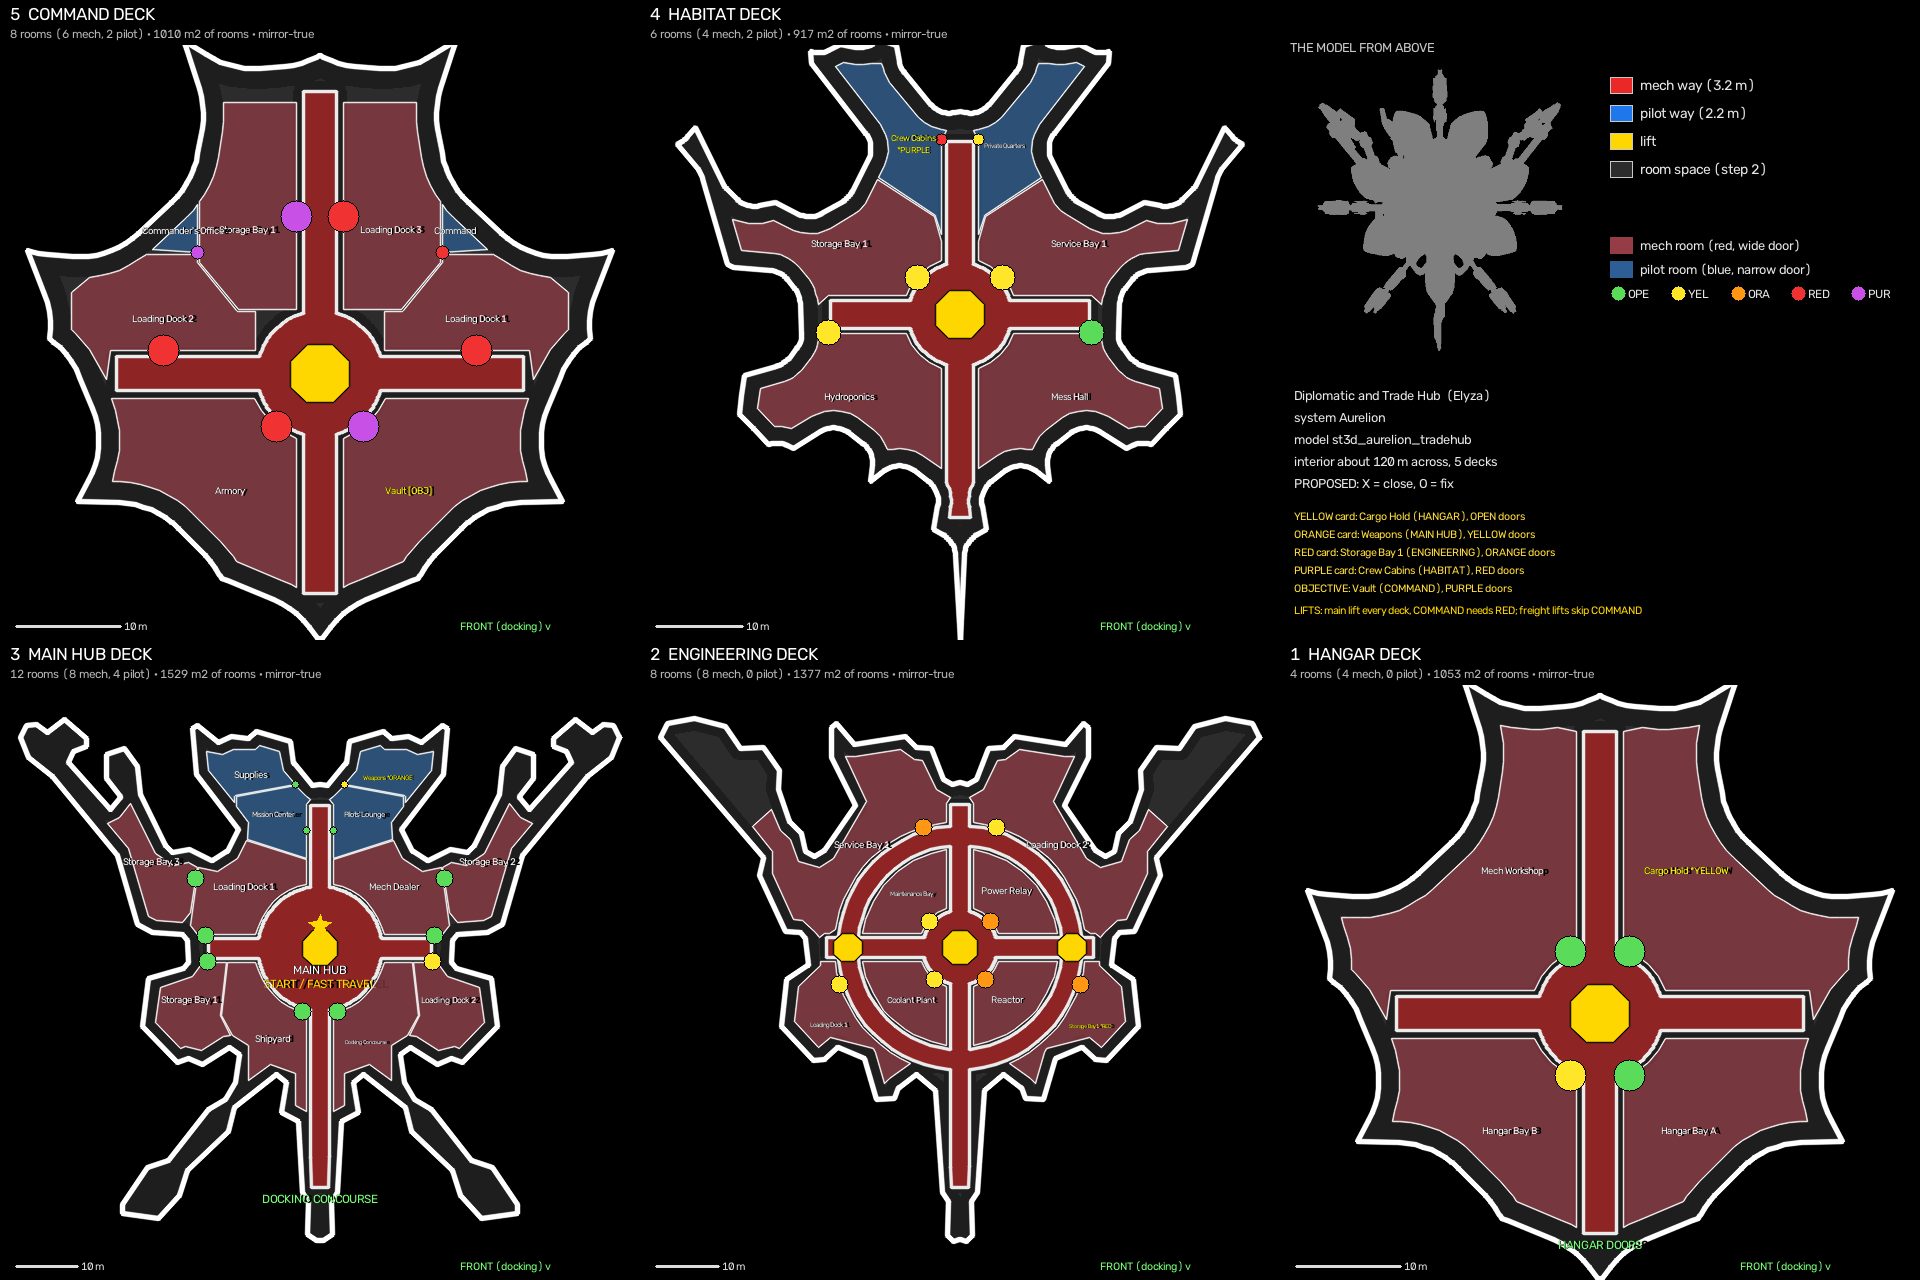 5 COMMAND DECK
8 rooms (6 mech, 2 pilot) • 1010 m2 of rooms • mirror-true
Commander's Office
Storage Bay 1
Loading Dock 3
Command
Loading Dock 2
Loading Dock 1
Armory
Vault [OBJ]
10 m
FRONT (docking) v
4 HABITAT DECK
6 rooms (4 mech, 2 pilot) • 917 m2 of rooms • mirror-true
Crew Cabins
*PURPLE
Private Quarters
Storage Bay 1
Service Bay 1
Hydroponics
Mess Hall
10 m
FRONT (docking) v
THE MODEL FROM ABOVE
mech way (3.2 m)
pilot way (2.2 m)
lift
room space (step 2)
mech room (red, wide door)
pilot room (blue, narrow door)
OPE YEL ORA RED PUR
Diplomatic and Trade Hub (Elyza)
system Aurelion
model st3d_aurelion_tradehub
interior about 120 m across, 5 decks
PROPOSED: X = close, O = fix
YELLOW card: Cargo Hold (HANGAR), OPEN doors
ORANGE card: Weapons (MAIN HUB), YELLOW doors
RED card: Storage Bay 1 (ENGINEERING), ORANGE doors
PURPLE card: Crew Cabins (HABITAT), RED doors
OBJECTIVE: Vault (COMMAND), PURPLE doors
LIFTS: main lift every deck, COMMAND needs RED; freight lifts skip COMMAND
3 MAIN HUB DECK
12 rooms (8 mech, 4 pilot) • 1529 m2 of rooms • mirror-true
Supplies
Weapons *ORANGE
Mission Center
Pilots' Lounge
Storage Bay 3
Storage Bay 2
Loading Dock 1
Mech Dealer
MAIN HUB
START / FAST TRAVEL
Storage Bay 1
Loading Dock 2
Shipyard
Docking Concourse
DOCKING CONCOURSE
10 m
FRONT (docking) v
2 ENGINEERING DECK
8 rooms (8 mech, 0 pilot) • 1377 m2 of rooms • mirror-true
Service Bay 1
Loading Dock 2
Maintenance Bay
Power Relay
Coolant Plant
Reactor
Loading Dock 1
Storage Bay 1 *RED
10 m
FRONT (docking) v
1 HANGAR DECK
4 rooms (4 mech, 0 pilot) • 1053 m2 of rooms • mirror-true
Mech Workshop
Cargo Hold *YELLOW
Hangar Bay B
Hangar Bay A
HANGAR DOORS
10 m
FRONT (docking) v